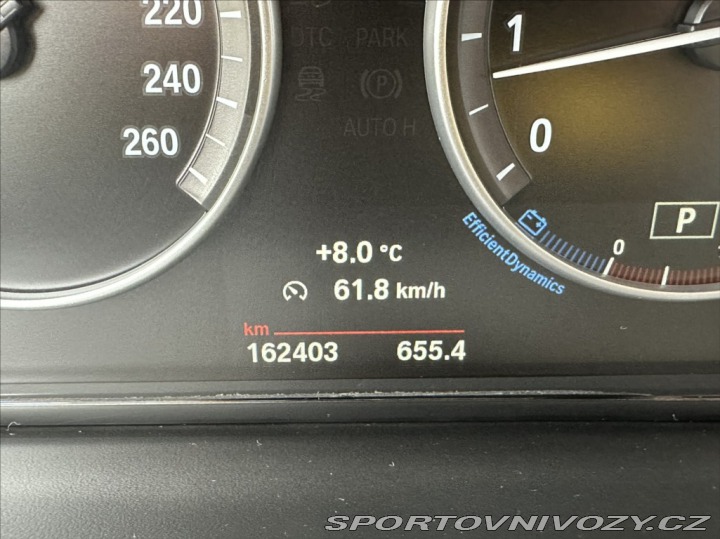 220
240
260
DTC PARK
(P)
AUTO H
1
0
P
EfficientDynamics
0
+8.0 °C
61.8 km/h
km
162403 655.4
SPORTOVNIVOZY.CZ